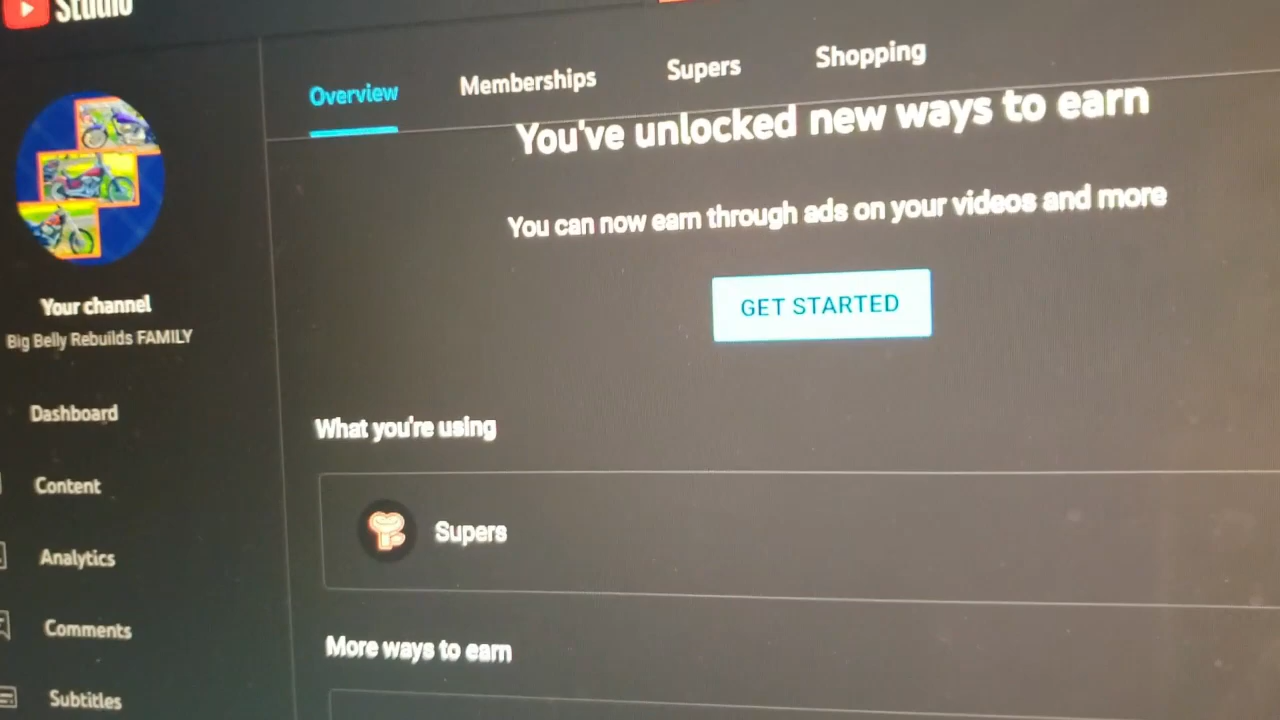 Studio
Overview
Memberships
Supers
Shopping
You've unlocked new ways to earn
You can now earn through ads on your videos and more
GET STARTED
Your channel
Big Belly Rebuilds FAMILY
Dashboard
Content
Analytics
Comments
Subtitles
What you're using
Supers
More ways to earn